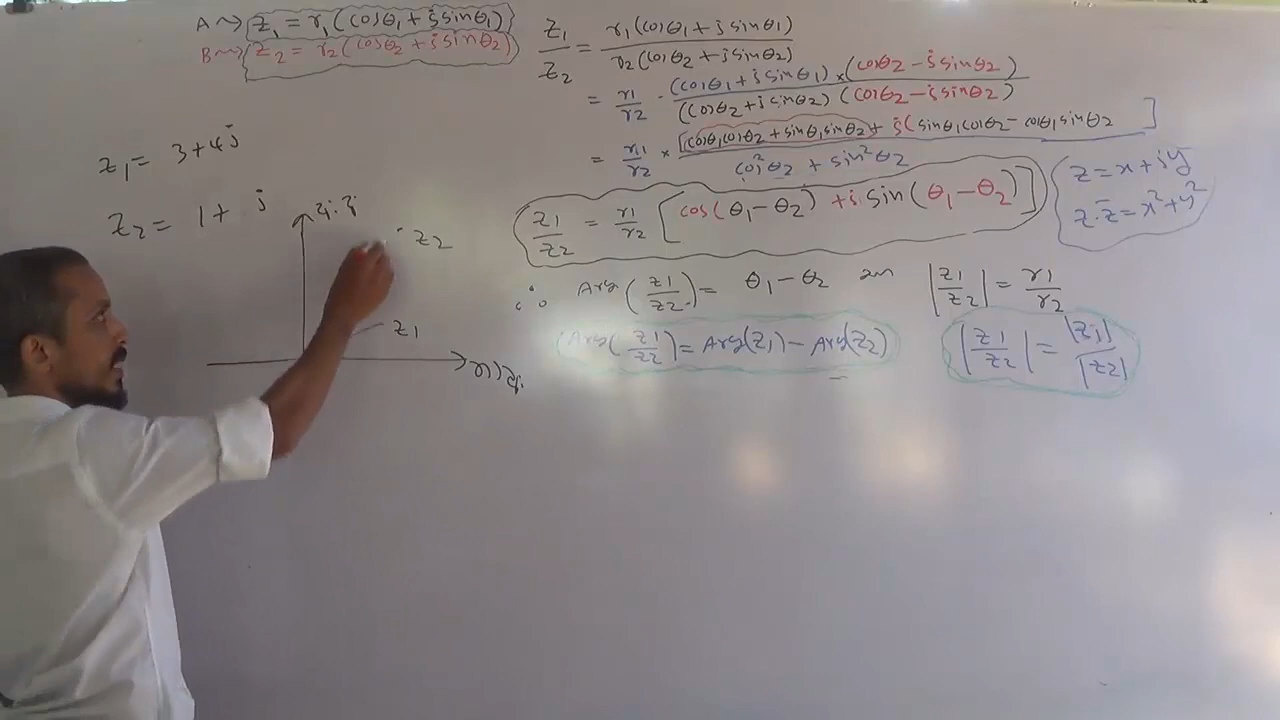 A → z₁ = r₁(cosθ₁ + j sinθ₁)
B → z₂ = r₂(cosθ₂ + j sinθ₂)
z₁ = 3+4j
z₂ = 1 + j
z₂
z₁
z₁/z₂ = r₁(cosθ₁ + j sinθ₁)/r₂(cosθ₂ + j sinθ₂)
= r₁/r₂ · (cosθ₁ + j sinθ₁) × (cosθ₂ − j sinθ₂)/(cosθ₂ + j sinθ₂) (cosθ₂ − j sinθ₂)
= r₁/r₂ × [(cosθ₁cosθ₂ + sinθ₁sinθ₂) + j(sinθ₁cosθ₂ − cosθ₁sinθ₂]/cos²θ₂ + sin²θ₂
z₁/z₂ = r₁/r₂ [cos(θ₁−θ₂) + j sin(θ₁−θ₂)]
z = x + jy
z·z̅ = x² + y²
∴ Arg(z₁/z₂) = θ₁ − θ₂ |z₁/z₂| = r₁/r₂
Arg(z₁/z₂) = Arg(z₁) − Arg(z₂) |z₁/z₂| = |z₁|/|z₂|